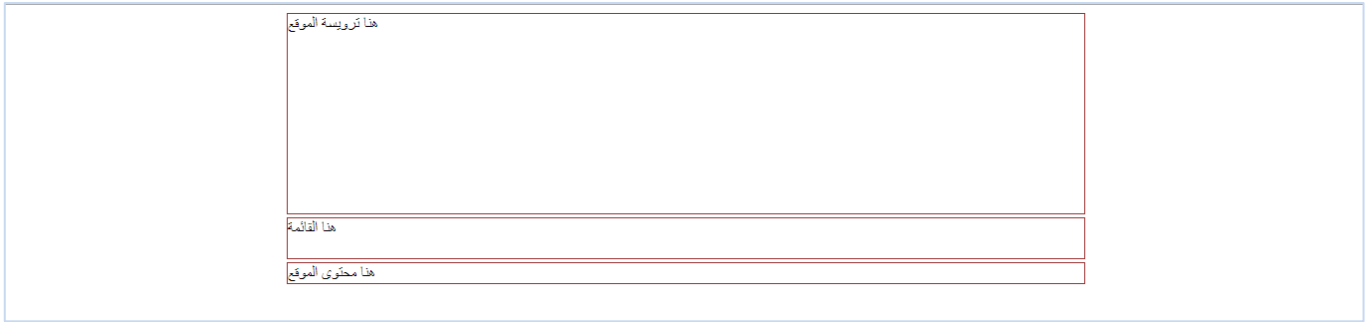 هنا ترويسة الموقع
هنا القائمة
هنا محتوى الموقع